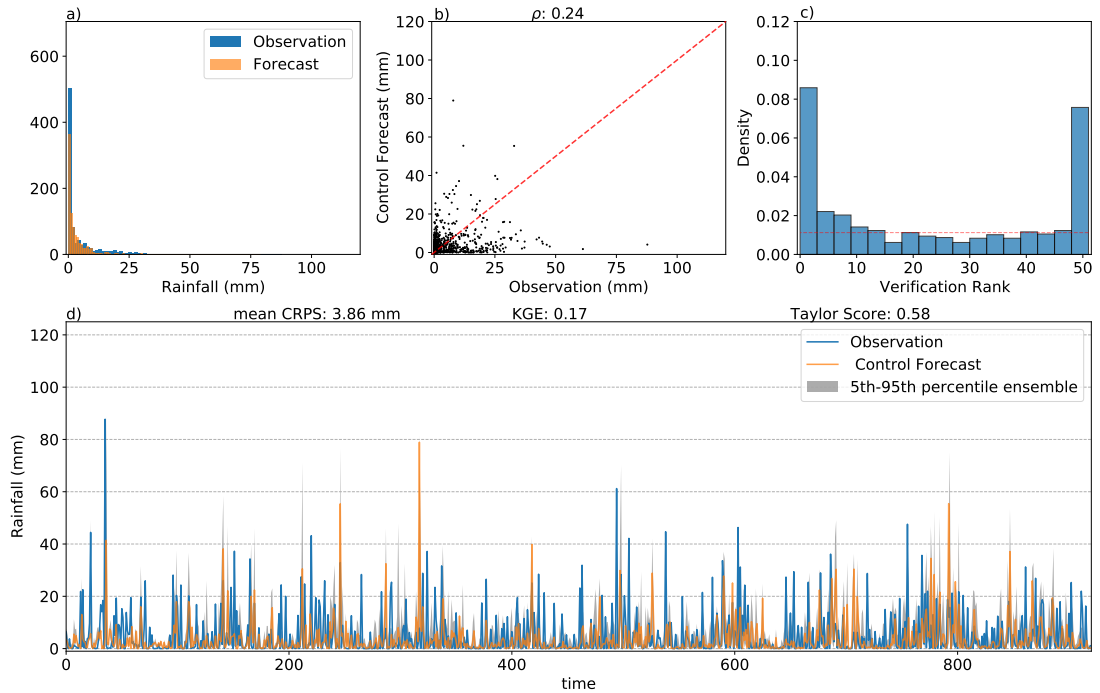 a)
Observation
Forecast
600
400
200
0
0 25 50 75 100
Rainfall (mm)
b)
ρ: 0.24
Control Forecast (mm)
120
100
80
60
40
20
0
0 25 50 75 100
Observation (mm)
c)
Density
0.12
0.10
0.08
0.06
0.04
0.02
0.00
0 10 20 30 40 50
Verification Rank
d)
mean CRPS: 3.86 mm
KGE: 0.17
Taylor Score: 0.58
Observation
Control Forecast
5th-95th percentile ensemble
Rainfall (mm)
120
100
80
60
40
20
0
0 200 400 600 800
time